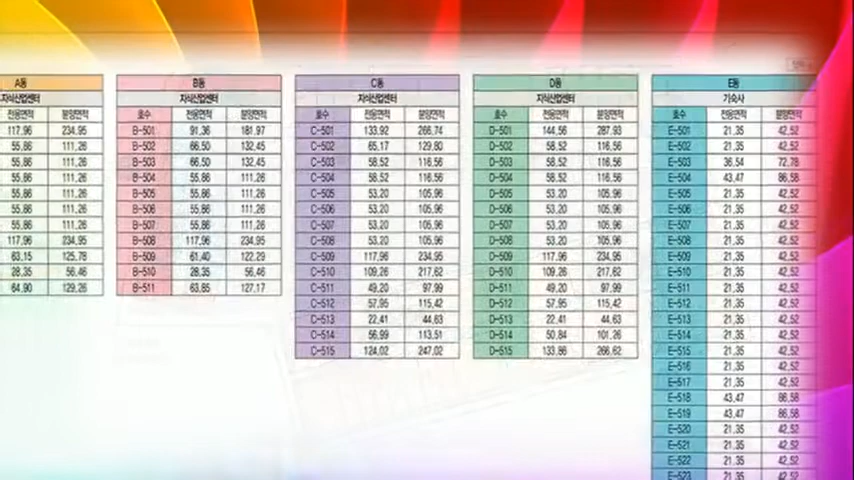 A동
지식산업센터
전용면적 분양면적
117.96 234.95
55.86 111.26
55.86 111.26
55.86 111.26
55.86 111.26
55.86 111.26
55.86 111.26
117.96 234.95
63.15 125.78
28.35 56.46
64.90 129.26
B동
지식산업센터
호수 전용면적 분양면적
B-501 91.36 181.97
B-502 66.50 132.45
B-503 66.50 132.45
B-504 55.86 111.26
B-505 55.86 111.26
B-506 55.86 111.26
B-507 55.86 111.26
B-508 117.96 234.95
B-509 61.40 122.29
B-510 28.35 56.46
B-511 63.85 127.17
C동
지식산업센터
호수 전용면적 분양면적
C-501 133.92 266.74
C-502 65.17 129.80
C-503 58.52 116.56
C-504 58.52 116.56
C-505 53.20 105.96
C-506 53.20 105.96
C-507 53.20 105.96
C-508 53.20 105.96
C-509 117.96 234.95
C-510 109.26 217.62
C-511 49.20 97.99
C-512 57.95 115.42
C-513 22.41 44.63
C-514 56.99 113.51
C-515 124.02 247.02
D동
지식산업센터
호수 전용면적 분양면적
D-501 144.56 287.93
D-502 58.52 116.56
D-503 58.52 116.56
D-504 58.52 116.56
D-505 53.20 105.96
D-506 53.20 105.96
D-507 53.20 105.96
D-508 53.20 105.96
D-509 117.96 234.95
D-510 109.26 217.62
D-511 49.20 97.99
D-512 57.95 115.42
D-513 22.41 44.63
D-514 50.84 101.26
D-515 133.86 266.62
E동
기숙사
호수 전용면적 분양면적
E-501 21.35 42.52
E-502 21.35 42.52
E-503 36.54 72.78
E-504 43.47 86.58
E-505 21.35 42.52
E-506 21.35 42.52
E-507 21.35 42.52
E-508 21.35 42.52
E-509 21.35 42.52
E-510 21.35 42.52
E-511 21.35 42.52
E-512 21.35 42.52
E-513 21.35 42.52
E-514 21.35 42.52
E-515 21.35 42.52
E-516 21.35 42.52
E-517 21.35 42.52
E-518 43.47 86.58
E-519 43.47 86.58
E-520 21.35 42.52
E-521 21.35 42.52
E-522 21.35 42.52
E-523 21.35 42.52